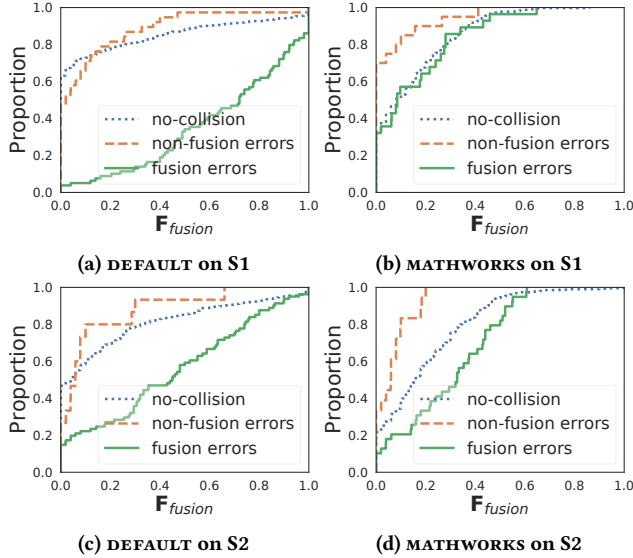 1.0
0.8
0.6
0.4
0.2
0.0
Proportion
no-collision
non-fusion errors
fusion errors
0.0 0.2 0.4 0.6 0.8 1.0
F_fusion
(a) DEFAULT on S1
1.0
0.8
0.6
0.4
0.2
0.0
Proportion
no-collision
non-fusion errors
fusion errors
0.0 0.2 0.4 0.6 0.8 1.0
F_fusion
(b) MATHWORKS on S1
1.0
0.8
0.6
0.4
0.2
0.0
Proportion
no-collision
non-fusion errors
fusion errors
0.0 0.2 0.4 0.6 0.8 1.0
F_fusion
(c) DEFAULT on S2
1.0
0.8
0.6
0.4
0.2
0.0
Proportion
no-collision
non-fusion errors
fusion errors
0.0 0.2 0.4 0.6 0.8 1.0
F_fusion
(d) MATHWORKS on S2